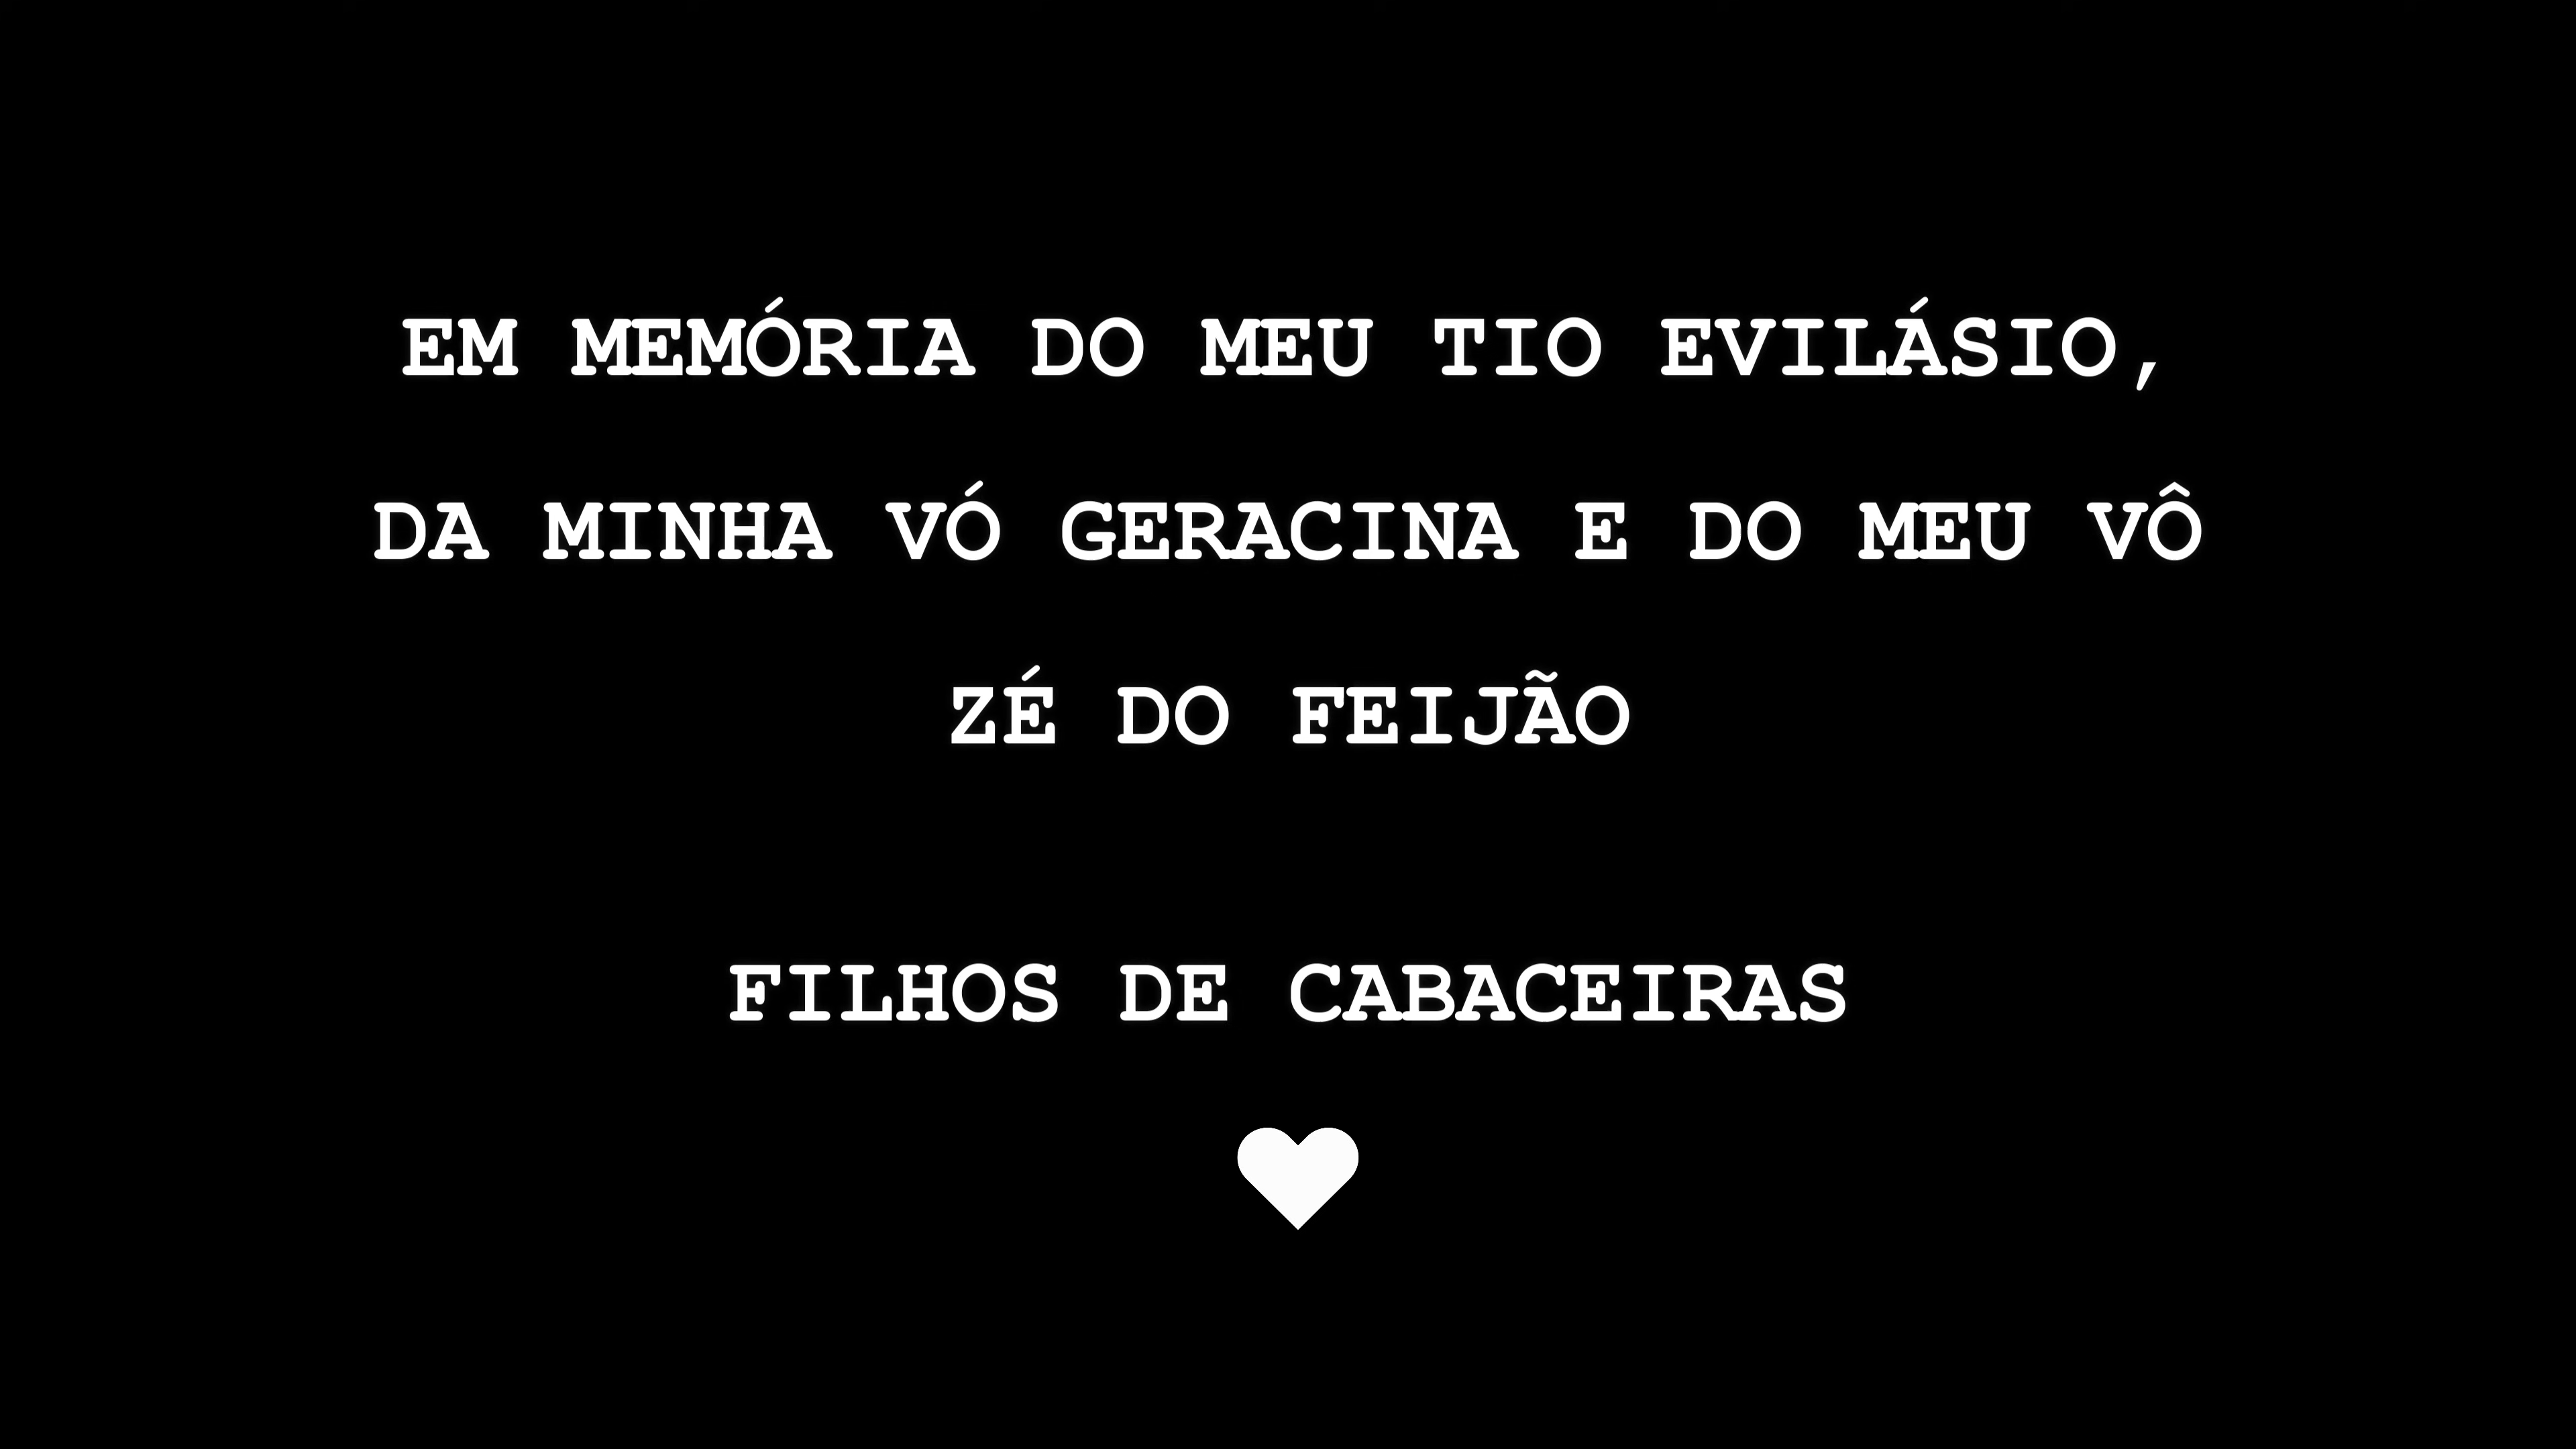 EM MEMÓRIA DO MEU TIO EVILÁSIO,
DA MINHA VÓ GERACINA E DO MEU VÔ
ZÉ DO FEIJÃO
FILHOS DE CABACEIRAS